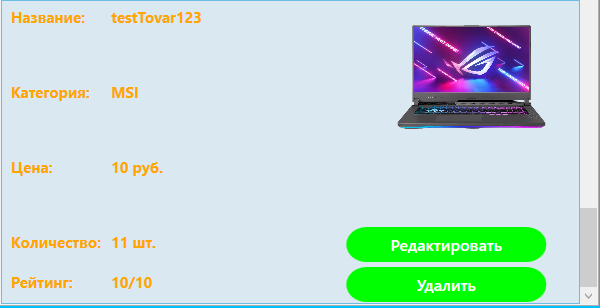 Название: testTovar123
Категория: MSI
Цена: 10 руб.
Количество: 11 шт.
Редактировать
Рейтинг: 10/10
Удалить